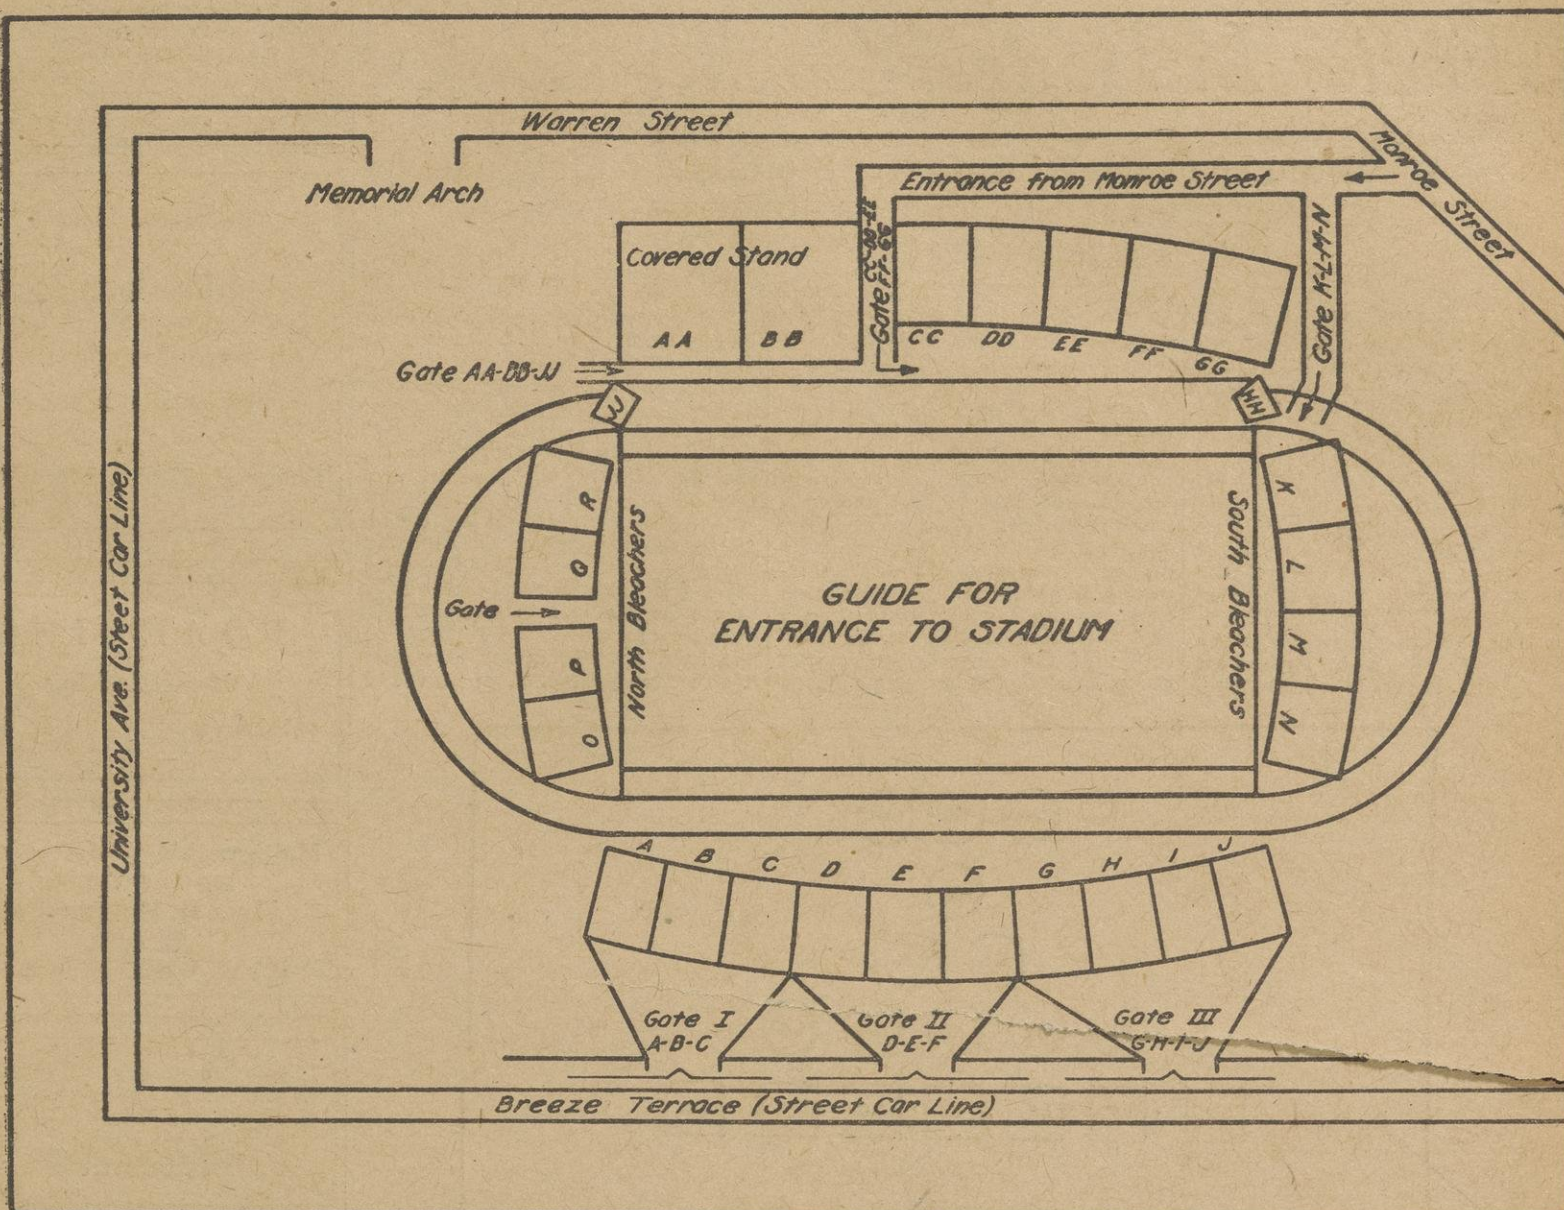 Warren Street
Monroe Street
Memorial Arch
Entrance from Monroe Street
Covered Stand
AA
BB
Gate CC-DD-EE
FF-GG
CC
DD
EE
FF
GG
Gate K-L-M-N
Gate AA-BB-JJ
JJ
HH
University Ave. (Street Car Line)
R
Q
Gate
P
O
North Bleachers
GUIDE FOR
ENTRANCE TO STADIUM
South Bleachers
K
L
M
N
A
B
C
D
E
F
G
H
I
J
Gate I
A-B-C
Gate II
D-E-F
Gate III
G-H-I-J
Breeze Terrace (Street Car Line)